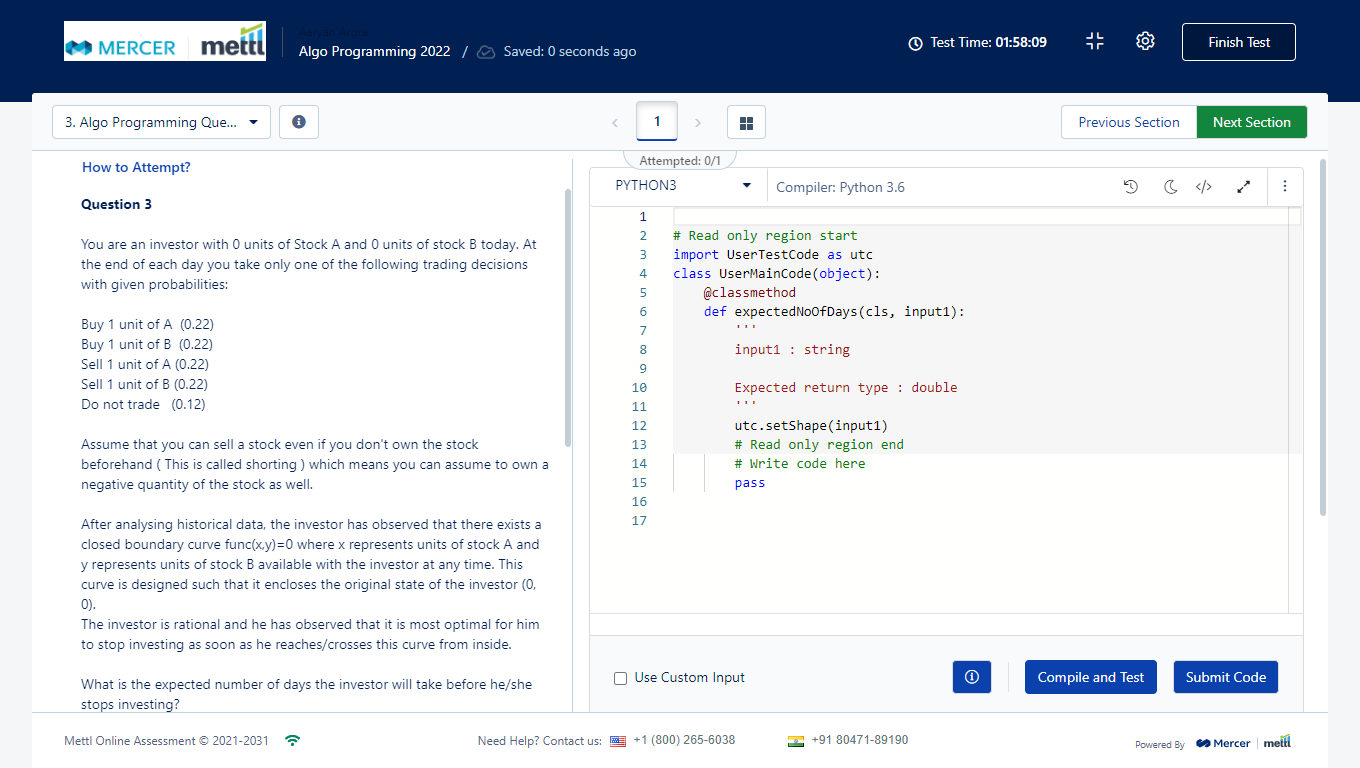 MERCER mettl
Algo Programming 2022 / Saved: 0 seconds ago
Test Time: 01:58:09
Finish Test
3. Algo Programming Que...
1
Previous Section
Next Section
Attempted: 0/1
How to Attempt?
Question 3
You are an investor with 0 units of Stock A and 0 units of stock B today. At
the end of each day you take only one of the following trading decisions
with given probabilities:
Buy 1 unit of A (0.22)
Buy 1 unit of B (0.22)
Sell 1 unit of A (0.22)
Sell 1 unit of B (0.22)
Do not trade (0.12)
Assume that you can sell a stock even if you don't own the stock
beforehand ( This is called shorting ) which means you can assume to own a
negative quantity of the stock as well.
After analysing historical data, the investor has observed that there exists a
closed boundary curve func(x,y)=0 where x represents units of stock A and
y represents units of stock B available with the investor at any time. This
curve is designed such that it encloses the original state of the investor (0,
0).
The investor is rational and he has observed that it is most optimal for him
to stop investing as soon as he reaches/crosses this curve from inside.
What is the expected number of days the investor will take before he/she
stops investing?
PYTHON3
Compiler: Python 3.6
1
2 # Read only region start
3 import UserTestCode as utc
4 class UserMainCode(object):
5 @classmethod
6 def expectedNoOfDays(cls, input1):
7 '''
8 input1 : string
9
10 Expected return type : double
11 '''
12 utc.setShape(input1)
13 # Read only region end
14 # Write code here
15 pass
16
17
Use Custom Input
Compile and Test
Submit Code
Mettl Online Assessment © 2021-2031
Need Help? Contact us: +1 (800) 265-6038
+91 80471-89190
Powered By Mercer mettl